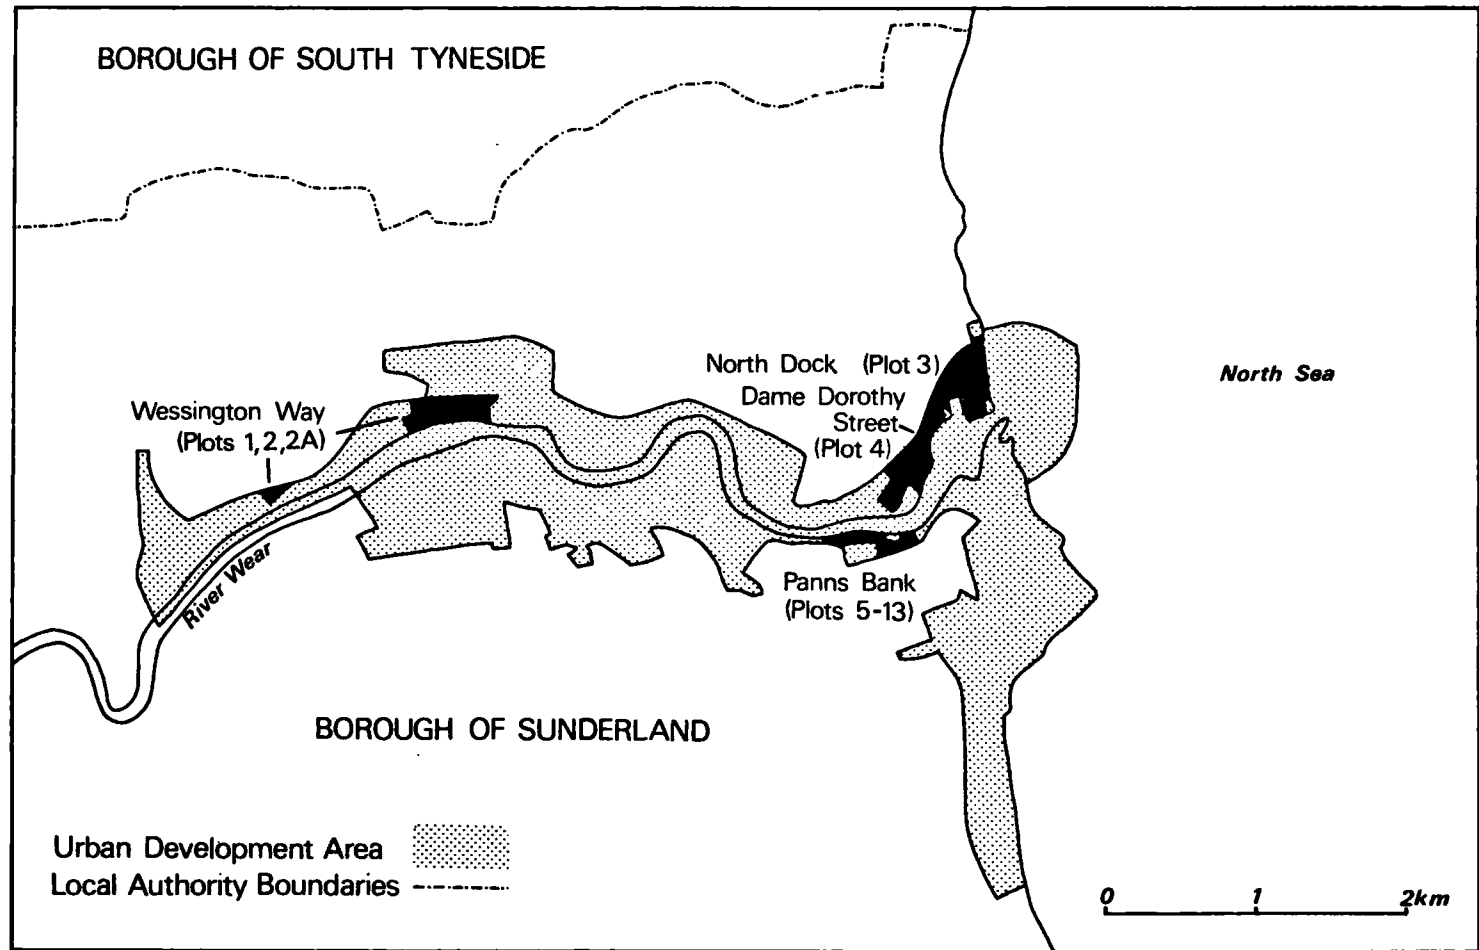 BOROUGH OF SOUTH TYNESIDE
North Dock (Plot 3)
Dame Dorothy
Street
(Plot 4)
North Sea
Wessington Way
(Plots 1, 2, 2A)
River Wear
Panns Bank
(Plots 5-13)
BOROUGH OF SUNDERLAND
Urban Development Area
Local Authority Boundaries
0 1 2km